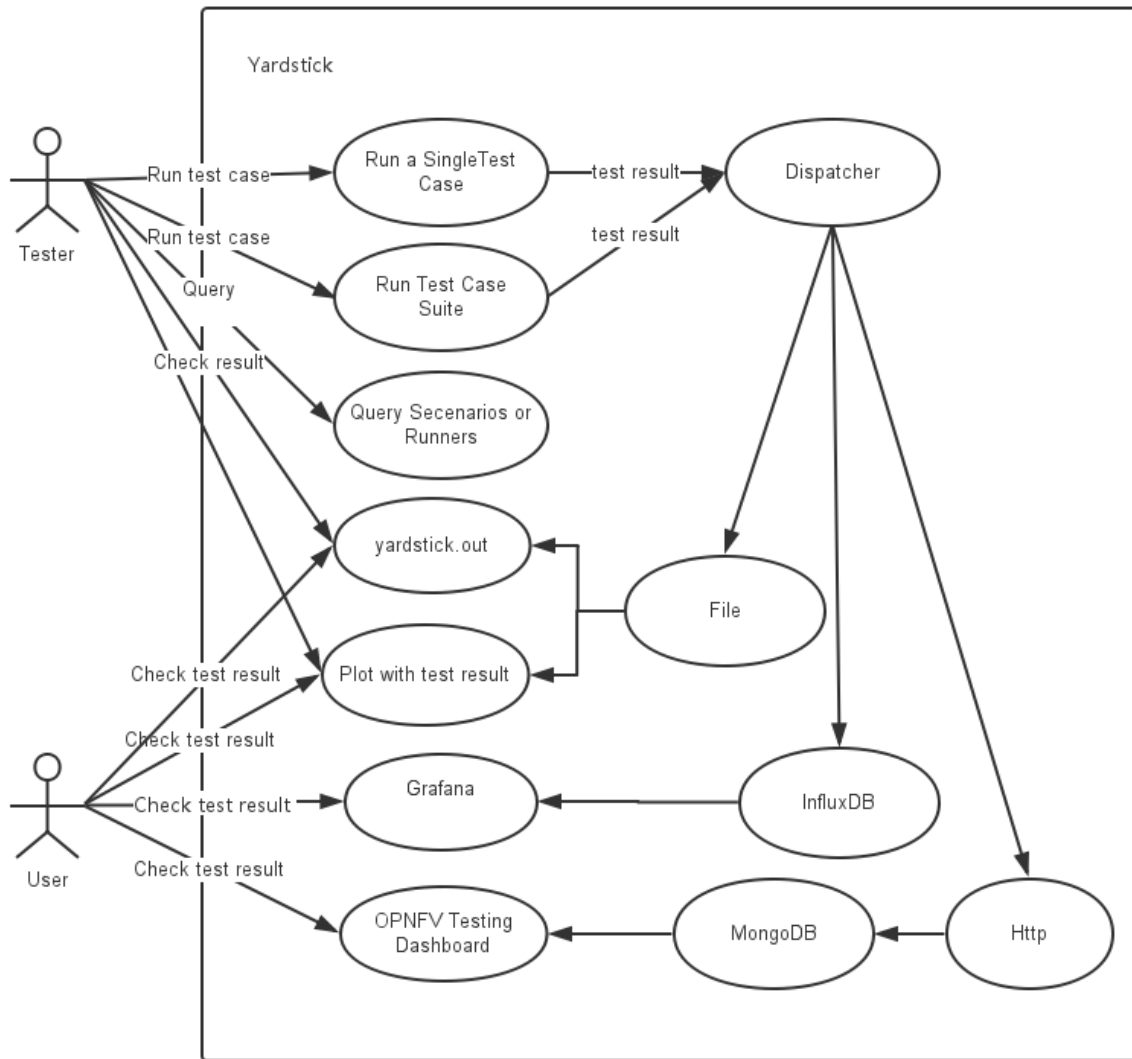 Yardstick
Run a SingleTest
Case
Dispatcher
Run test case
test result
Tester
Run test case
test result
Query
Run Test Case
Suite
Check result
Query Secenarios or
Runners
yardstick.out
File
Check test result
Plot with test result
Check test result
Grafana
InfluxDB
Check test result
User
Check test result
OPNFV Testing
Dashboard
MongoDB
Http